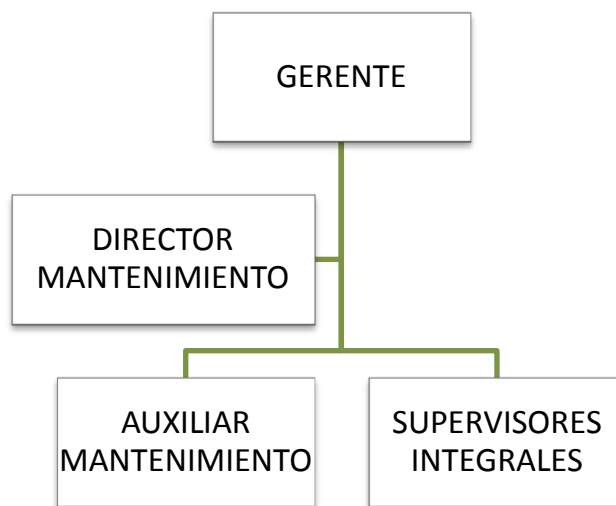 GERENTE
DIRECTOR
MANTENIMIENTO
AUXILIAR
MANTENIMIENTO
SUPERVISORES
INTEGRALES